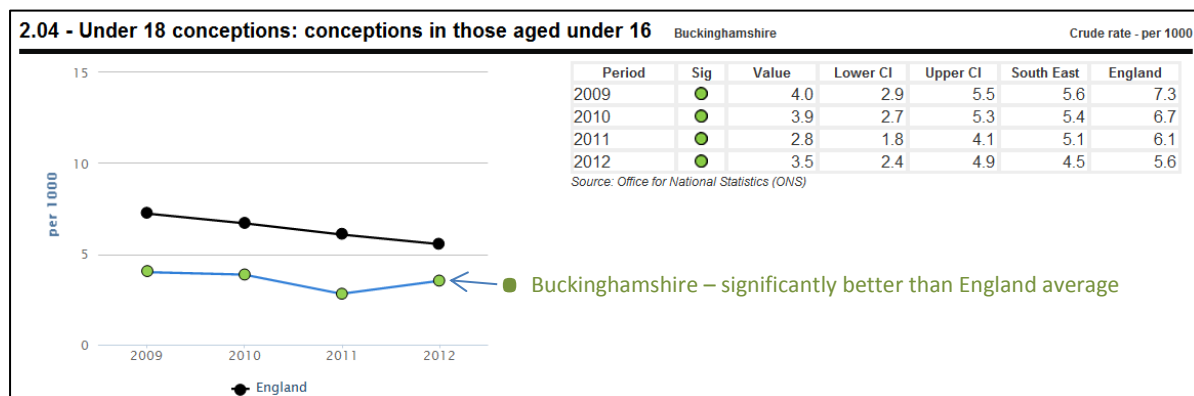 2.04 - Under 18 conceptions: conceptions in those aged under 16 Buckinghamshire Crude rate - per 1000
Period Sig Value Lower CI Upper CI South East England
2009 4.0 2.9 5.5 5.6 7.3
2010 3.9 2.7 5.3 5.4 6.7
2011 2.8 1.8 4.1 5.1 6.1
2012 3.5 2.4 4.9 4.5 5.6
Source: Office for National Statistics (ONS)
15
10
5
0
per 1000
2009 2010 2011 2012
England
Buckinghamshire – significantly better than England average